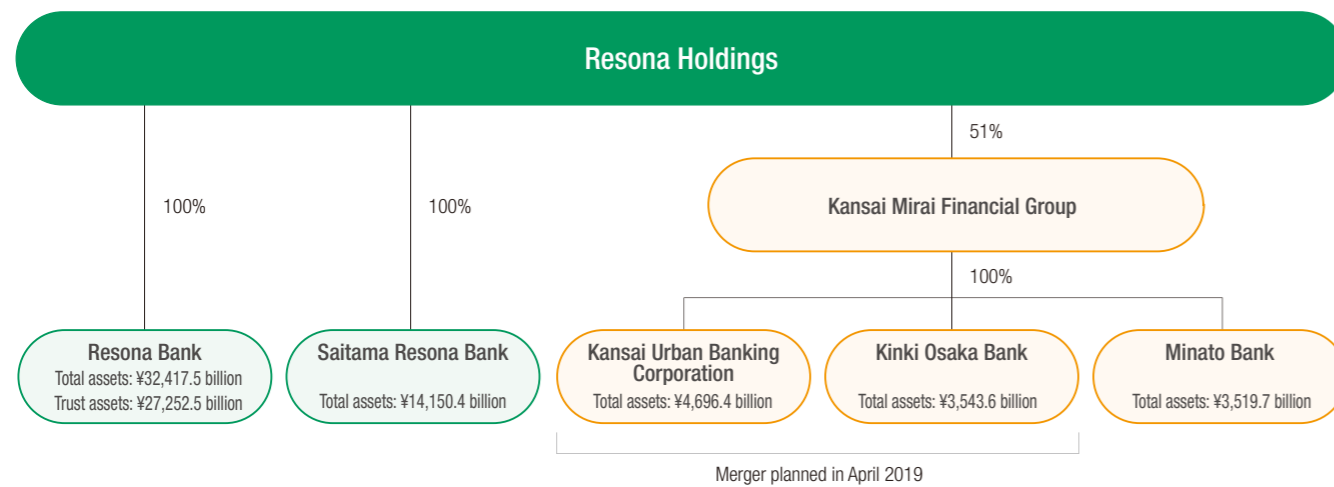 Resona Holdings
51%
100%
100%
Kansai Mirai Financial Group
100%
Resona Bank
Total assets: ¥32,417.5 billion
Trust assets: ¥27,252.5 billion
Saitama Resona Bank
Total assets: ¥14,150.4 billion
Kansai Urban Banking
Corporation
Total assets: ¥4,696.4 billion
Kinki Osaka Bank
Total assets: ¥3,543.6 billion
Minato Bank
Total assets: ¥3,519.7 billion
Merger planned in April 2019